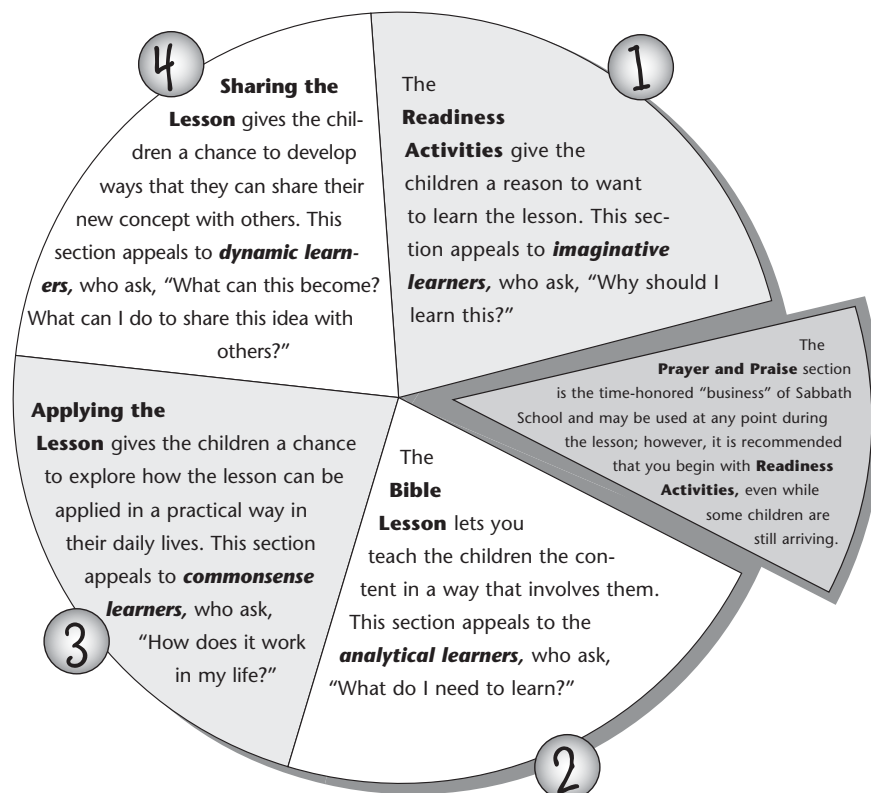 1
The
Readiness
Activities give the
children a reason to want
to learn the lesson. This sec-
tion appeals to imaginative
learners, who ask, “Why should I
learn this?”
The
Prayer and Praise section
is the time-honored “business” of Sabbath
School and may be used at any point during
the lesson; however, it is recommended
that you begin with Readiness
Activities, even while
some children are
still arriving.
2
The
Bible
Lesson lets you
teach the children the con-
tent in a way that involves them.
This section appeals to the
analytical learners, who ask,
“What do I need to learn?”
3
Applying the
Lesson gives the children a chance
to explore how the lesson can be
applied in a practical way in
their daily lives. This section
appeals to commonsense
learners, who ask,
“How does it work
in my life?”
4
Sharing the
Lesson gives the chil-
dren a chance to develop
ways that they can share their
new concept with others. This
section appeals to dynamic learn-
ers, who ask, “What can this become?
What can I do to share this idea with
others?”